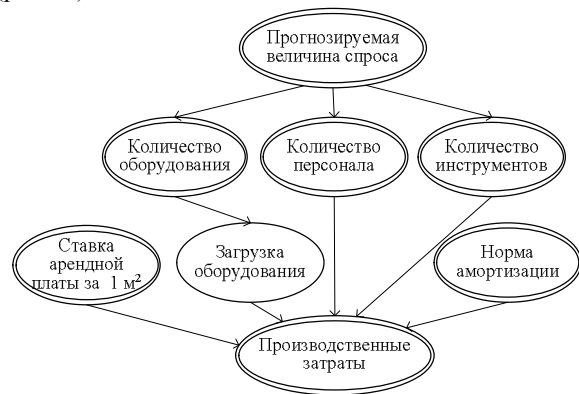 Прогнозируемая
величина спроса
Количество
оборудования
Количество
персонала
Количество
инструментов
Ставка
арендной
платы за 1 м²
Загрузка
оборудования
Норма
амортизации
Производственные
затраты